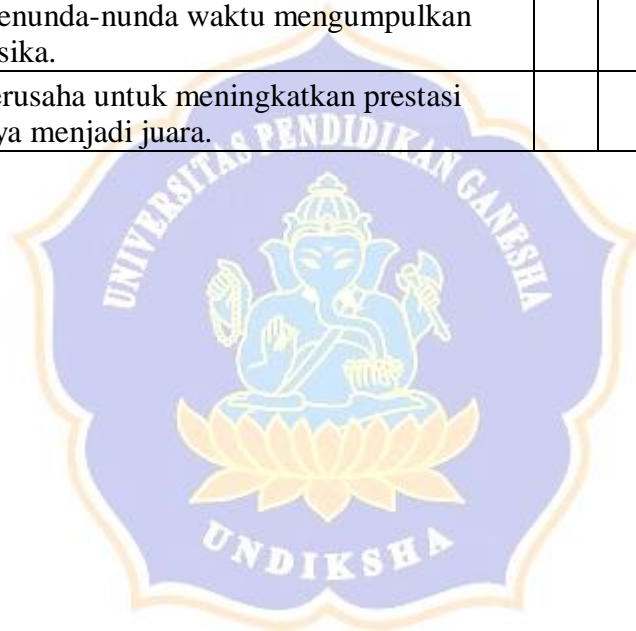 enunda-nunda waktu mengumpulkan
sika.
erusaha untuk meningkatkan prestasi
ya menjadi juara.
UNIVERSITAS PENDIDIKAN GANESHA
UNDIKSHA